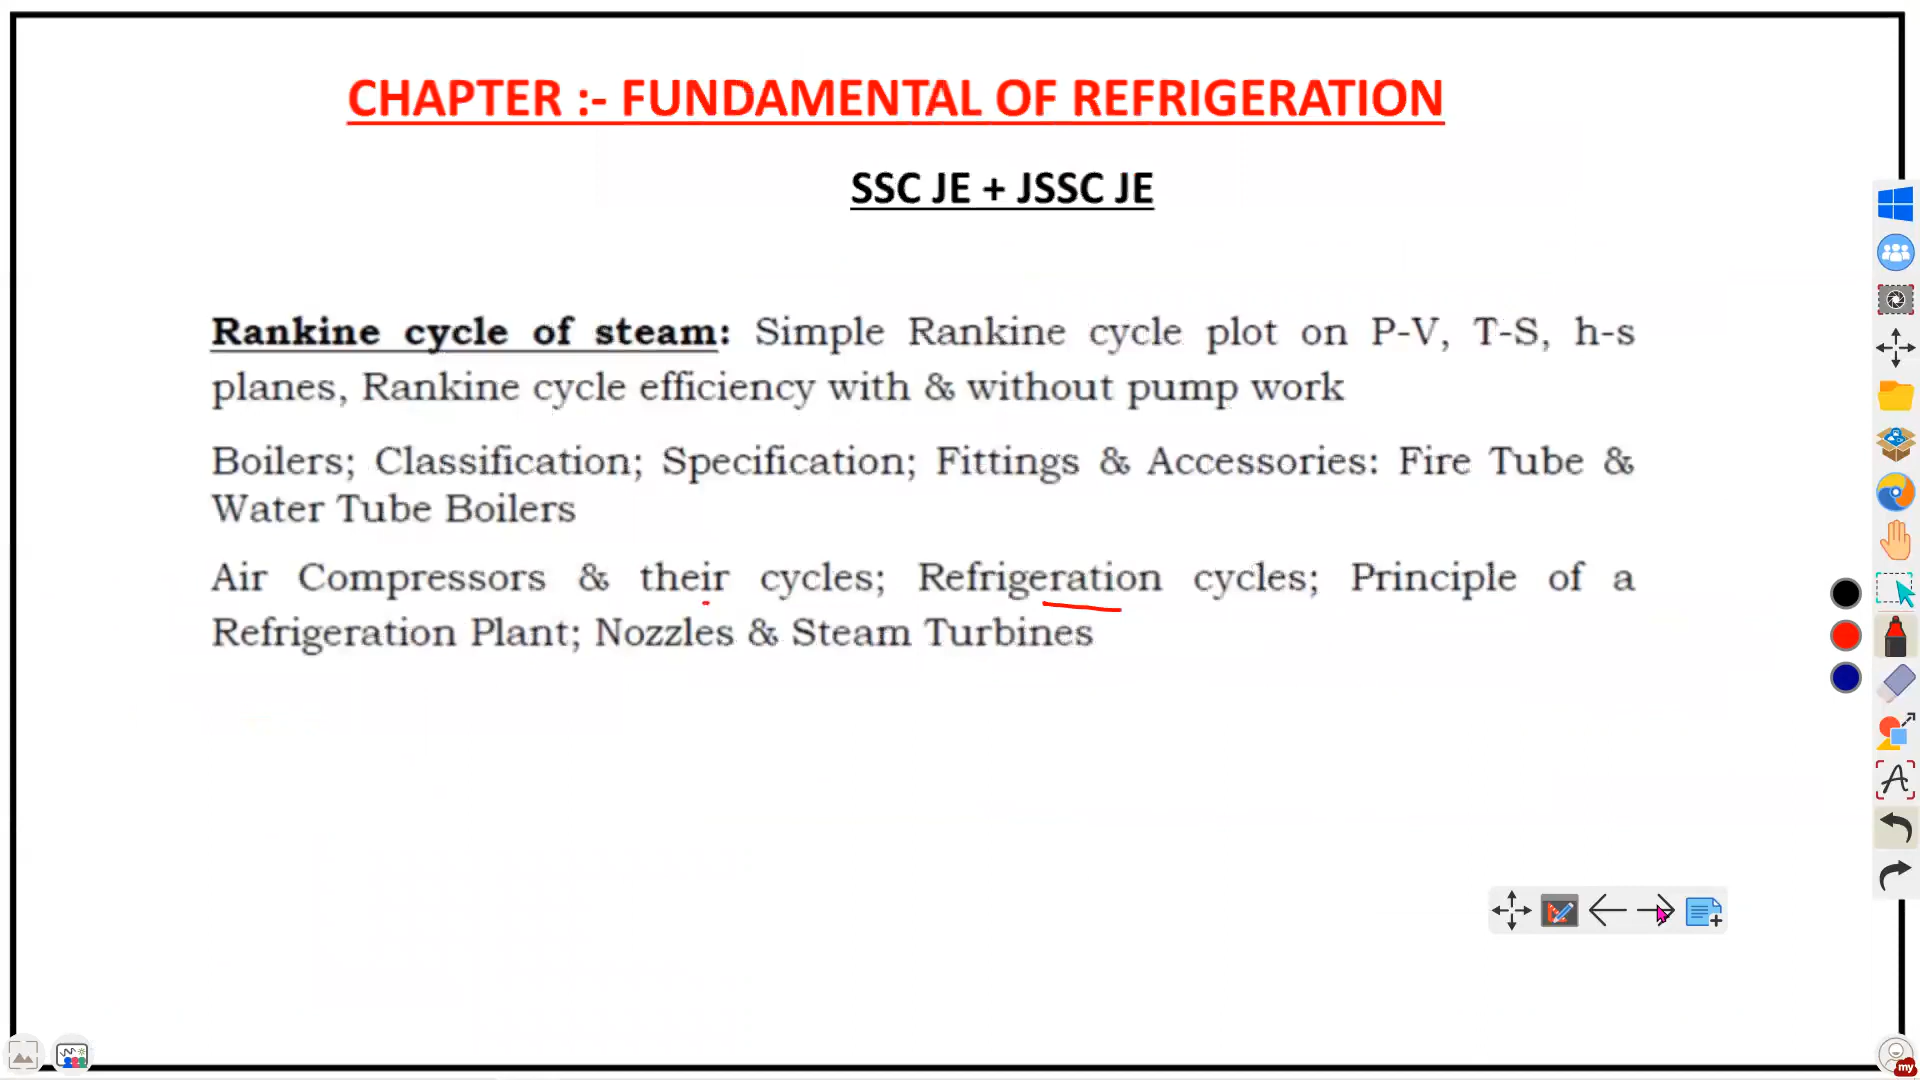 CHAPTER :- FUNDAMENTAL OF REFRIGERATION
SSC JE + JSSC JE
Rankine cycle of steam: Simple Rankine cycle plot on P-V, T-S, h-s
planes, Rankine cycle efficiency with & without pump work
Boilers; Classification; Specification; Fittings & Accessories: Fire Tube &
Water Tube Boilers
Air Compressors & their cycles; Refrigeration cycles; Principle of a
Refrigeration Plant; Nozzles & Steam Turbines
my